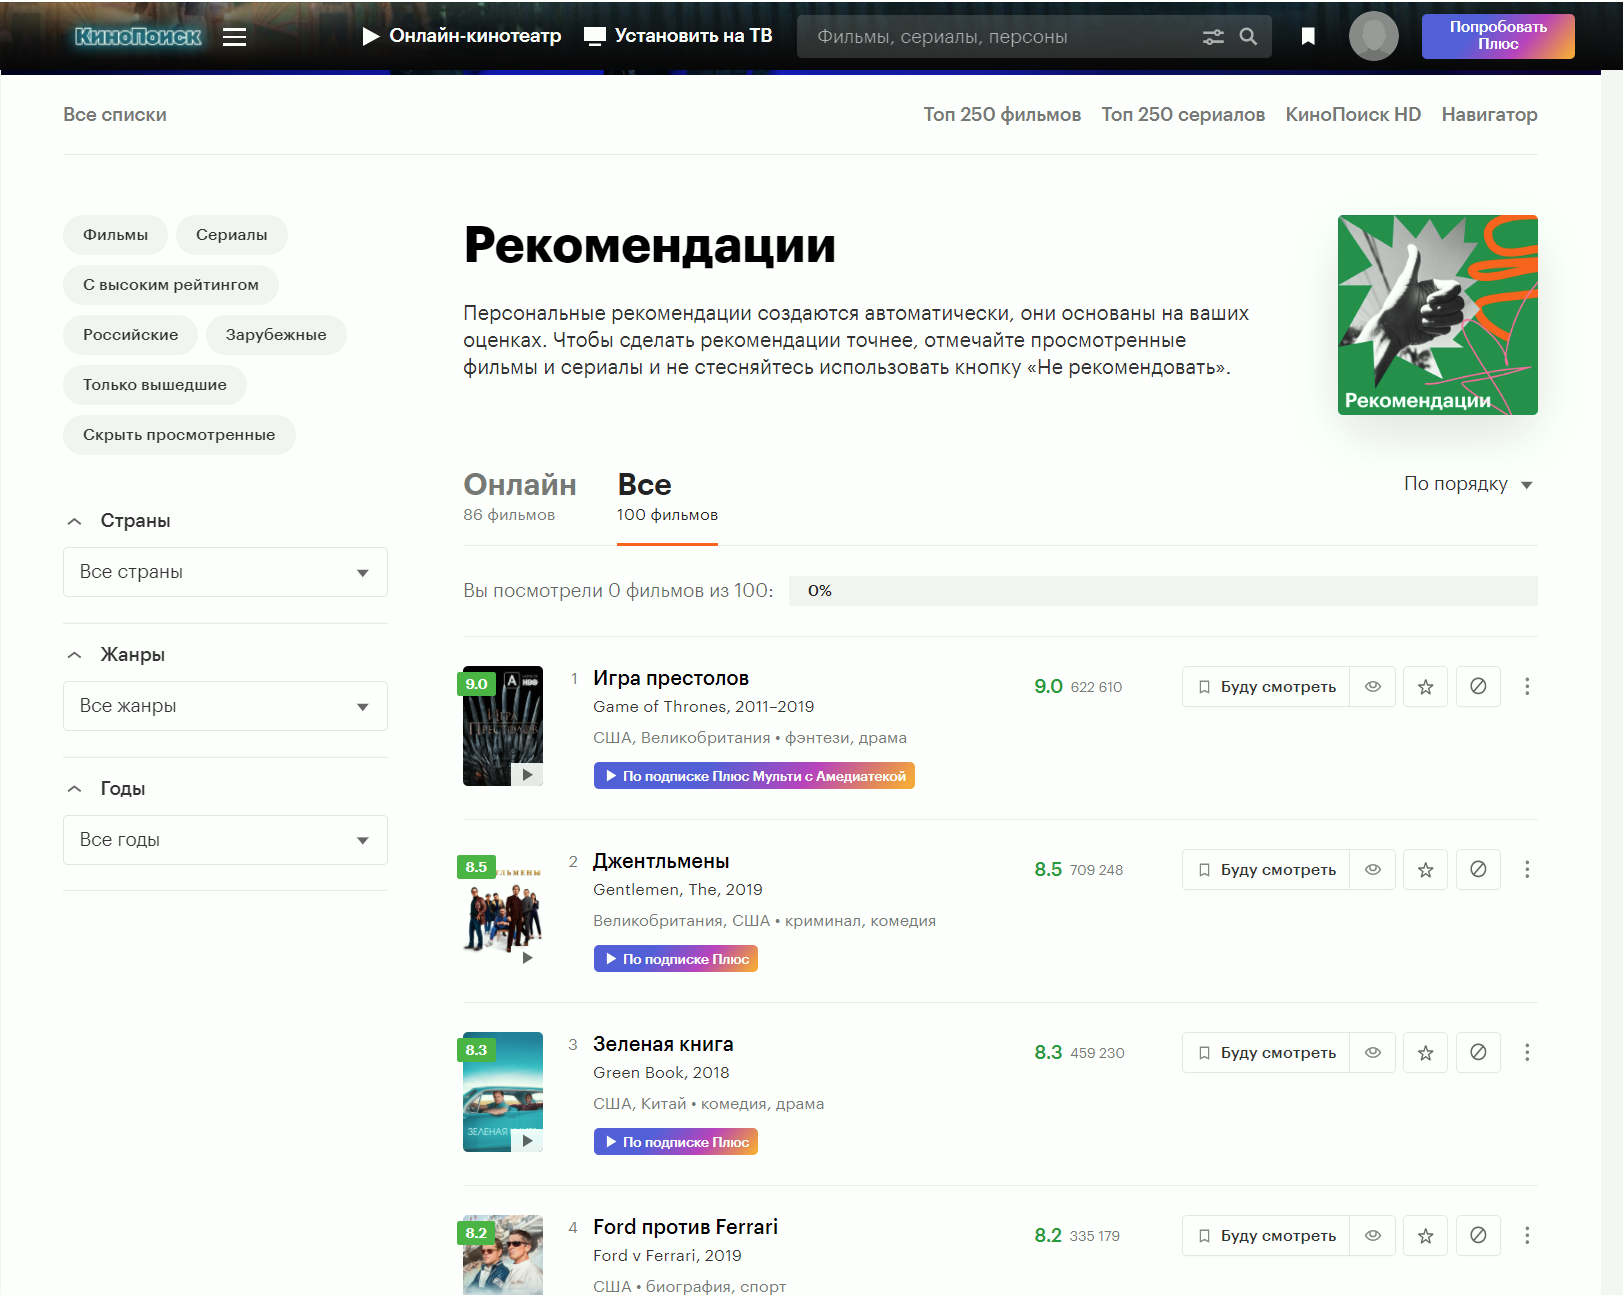 КиноПоиск
Онлайн-кинотеатр
Установить на ТВ
Фильмы, сериалы, персоны
Попробовать
Плюс
Все списки
Топ 250 фильмов
Топ 250 сериалов
КиноПоиск HD
Навигатор
Фильмы
Сериалы
С высоким рейтингом
Российские
Зарубежные
Только вышедшие
Скрыть просмотренные
Страны
Все страны
Жанры
Все жанры
Годы
Все годы
Рекомендации
Персональные рекомендации создаются автоматически, они основаны на ваших
оценках. Чтобы сделать рекомендации точнее, отмечайте просмотренные
фильмы и сериалы и не стесняйтесь использовать кнопку «Не рекомендовать».
Рекомендации
Онлайн
86 фильмов
Все
100 фильмов
По порядку
Вы посмотрели 0 фильмов из 100:
0%
9.0
A
HBO
ИГРА
ПРЕСТОЛОВ
1
Игра престолов
Game of Thrones, 2011–2019
США, Великобритания • фэнтези, драма
По подписке Плюс Мульти с Амедиатекой
9.0 622 610
Буду смотреть
8.5
2
Джентльмены
Gentlemen, The, 2019
Великобритания, США • криминал, комедия
По подписке Плюс
8.5 709 248
Буду смотреть
8.3
ЗЕЛЕНАЯ
3
Зеленая книга
Green Book, 2018
США, Китай • комедия, драма
По подписке Плюс
8.3 459 230
Буду смотреть
8.2
4
Ford против Ferrari
Ford v Ferrari, 2019
США • биография, спорт
8.2 335 179
Буду смотреть